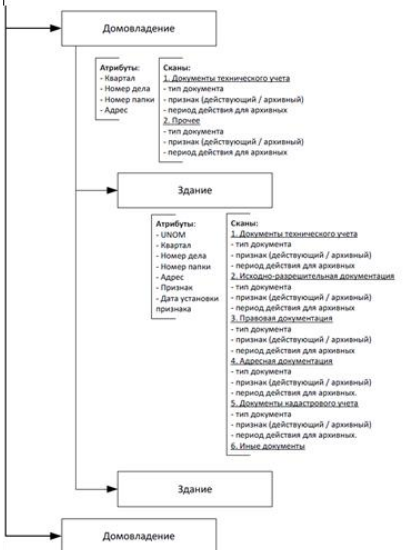 Домовладение
Атрибуты:
- Квартал
- Номер дела
- Номер папки
- Адрес
Сканы:
1. Документы технического учета
- тип документа
- признак (действующий / архивный)
- период действия для архивных
2. Прочее
- тип документа
- признак (действующий / архивный)
- период действия для архивных
Здание
Атрибуты:
- UNOM
- Квартал
- Номер дела
- Номер папки
- Адрес
- Признак
- Дата установки
признака
Сканы:
1. Документы технического учета
- тип документа
- признак (действующий / архивный)
- период действия для архивных
2. Исходно-разрешительная документация
- тип документа
- признак (действующий / архивный)
- период действия для архивных
3. Правовая документация
- тип документа
- признак (действующий / архивный)
- период действия для архивных
4. Адресная документация
- тип документа
- признак (действующий / архивный)
- период действия для архивных.
5. Документы кадастрового учета
- тип документа
- признак (действующий / архивный)
- период действия для архивных.
6. Иные документы
Здание
Домовладение